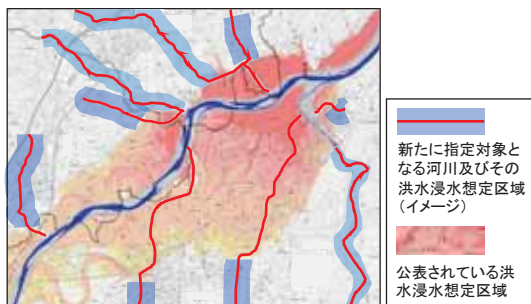 新たに指定対象と
なる河川及びその
洪水浸水想定区域
(イメージ)
公表されている洪
水浸水想定区域